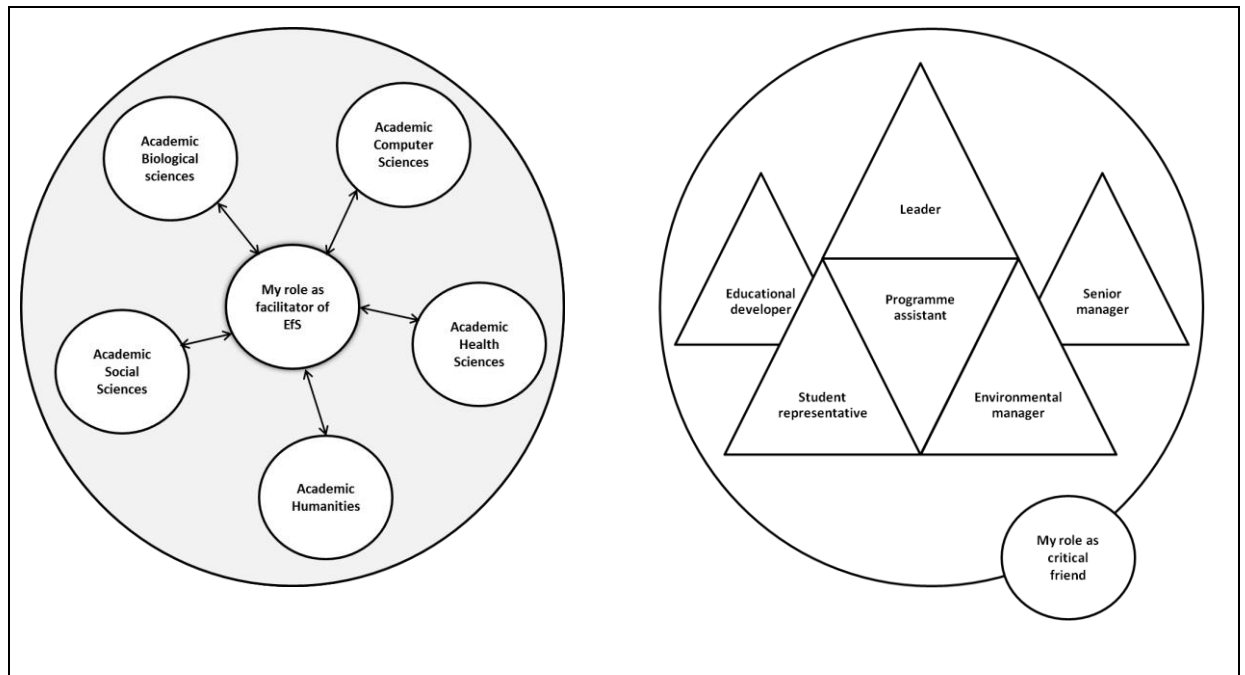 Academic
Biological
sciences
Academic
Computer
Sciences
My role as
facilitator of
EfS
Academic
Health
Sciences
Academic
Social
Sciences
Academic
Humanities
Leader
Educational
developer
Programme
assistant
Senior
manager
Student
representative
Environmental
manager
My role as
critical
friend